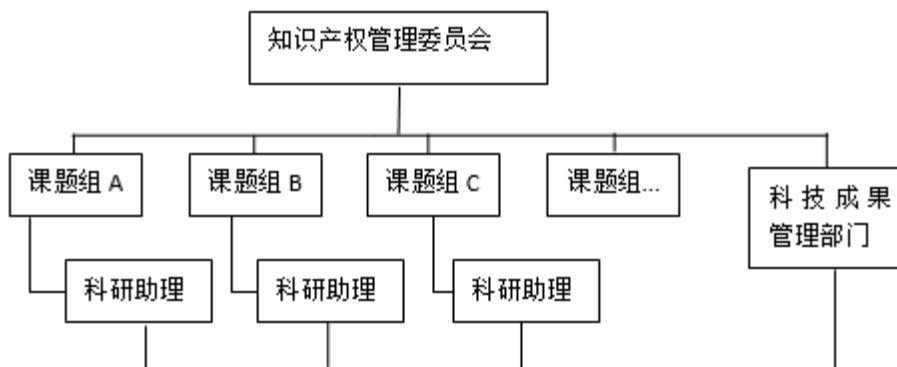 知识产权管理委员会
课题组 A
课题组 B
课题组 C
课题组...
科技成果
管理部门
科研助理
科研助理
科研助理